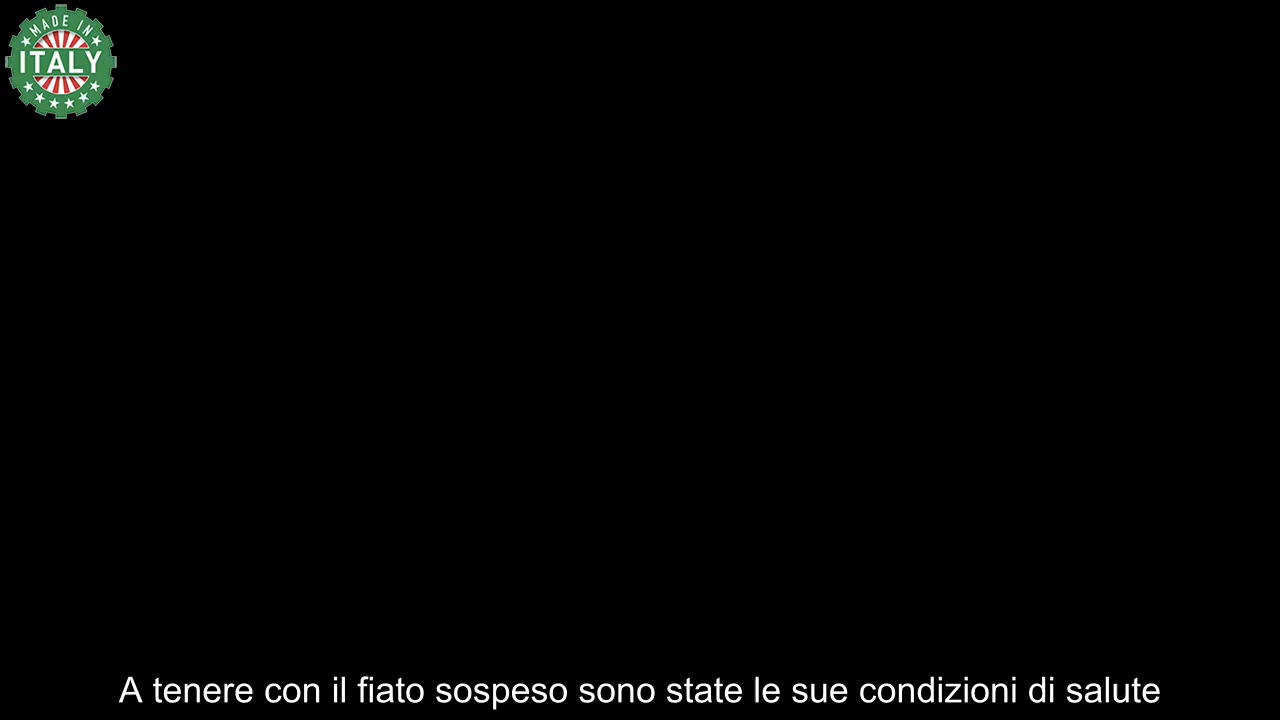 MADE IN
ITALY
A tenere con il fiato sospeso sono state le sue condizioni di salute